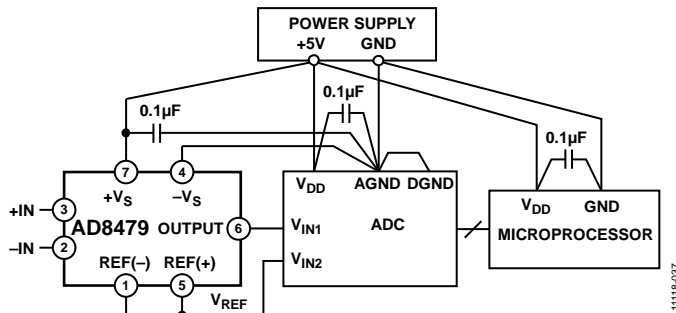 POWER SUPPLY
+5V GND
0.1µF
0.1µF
0.1µF
7 4
+VS –VS
VDD AGND DGND
VDD GND
+IN 3
AD8479 OUTPUT 6
VIN1 ADC
MICROPROCESSOR
–IN 2
VIN2
REF(–) REF(+)
1 5
VREF
11118-037